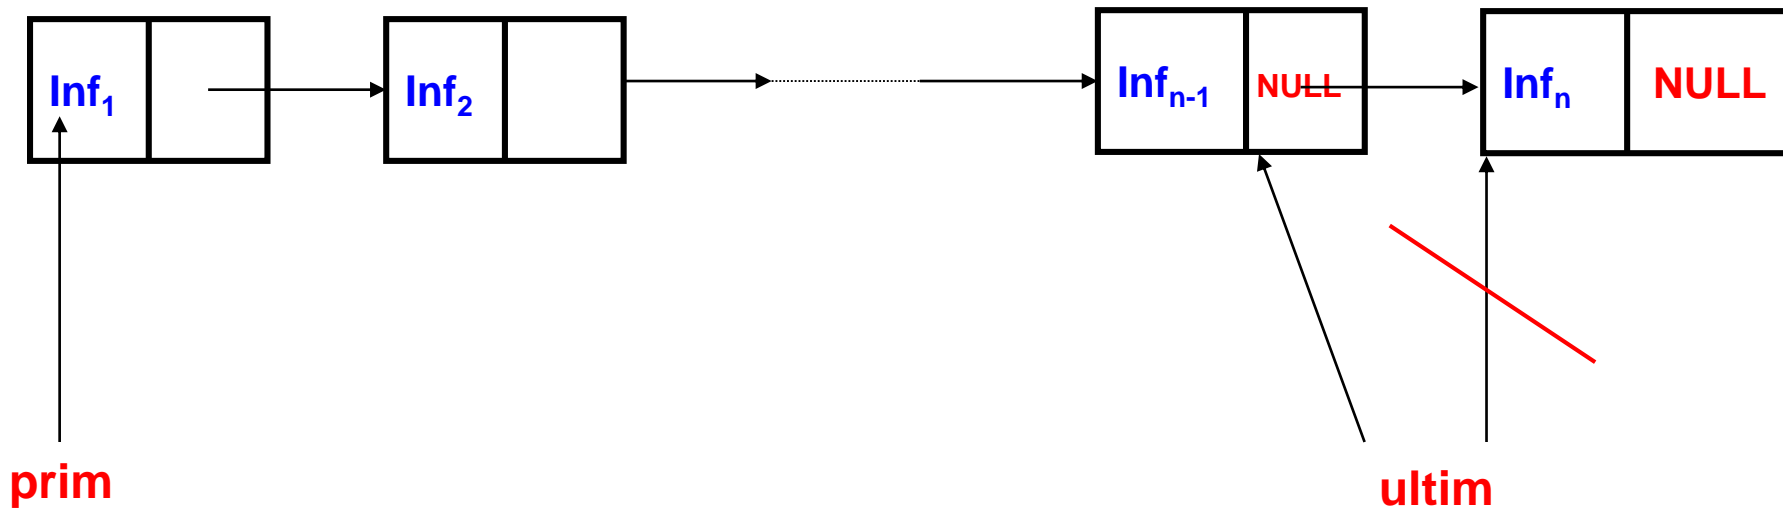 Inf₁ Inf₂ Infₙ₋₁ NULL Infₙ NULL
prim ultim